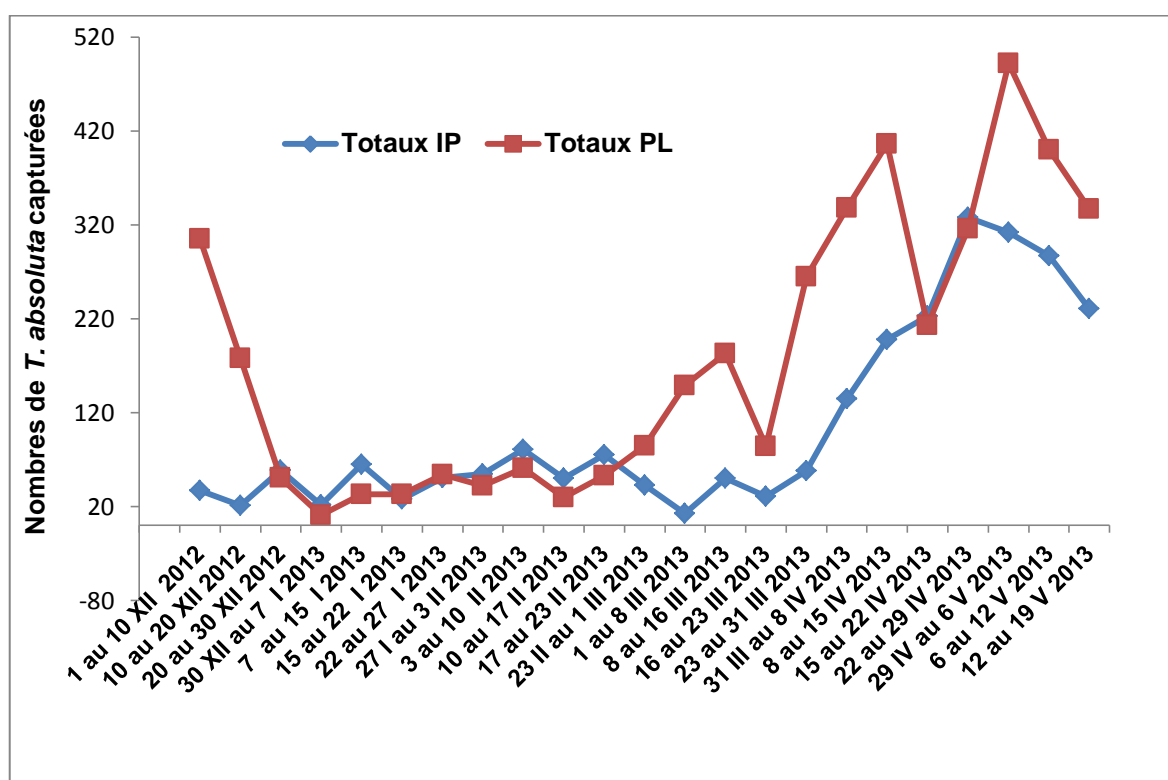 520
420
320
220
120
20
-80
Nombres de T. absoluta capturées
Totaux IP
Totaux PL
1 au 10 XII 2012
10 au 20 XII 2012
20 au 30 XII 2012
30 XII au 7 I 2013
7 au 15 I 2013
15 au 22 I 2013
22 au 27 I 2013
27 I au 3 II 2013
3 au 10 II 2013
10 au 17 II 2013
17 au 23 II 2013
23 II au 1 III 2013
1 au 8 III 2013
8 au 16 III 2013
16 au 23 III 2013
23 au 31 III 2013
31 III au 8 IV 2013
8 au 15 IV 2013
15 au 22 IV 2013
22 au 29 IV 2013
29 IV au 6 V 2013
6 au 12 V 2013
12 au 19 V 2013